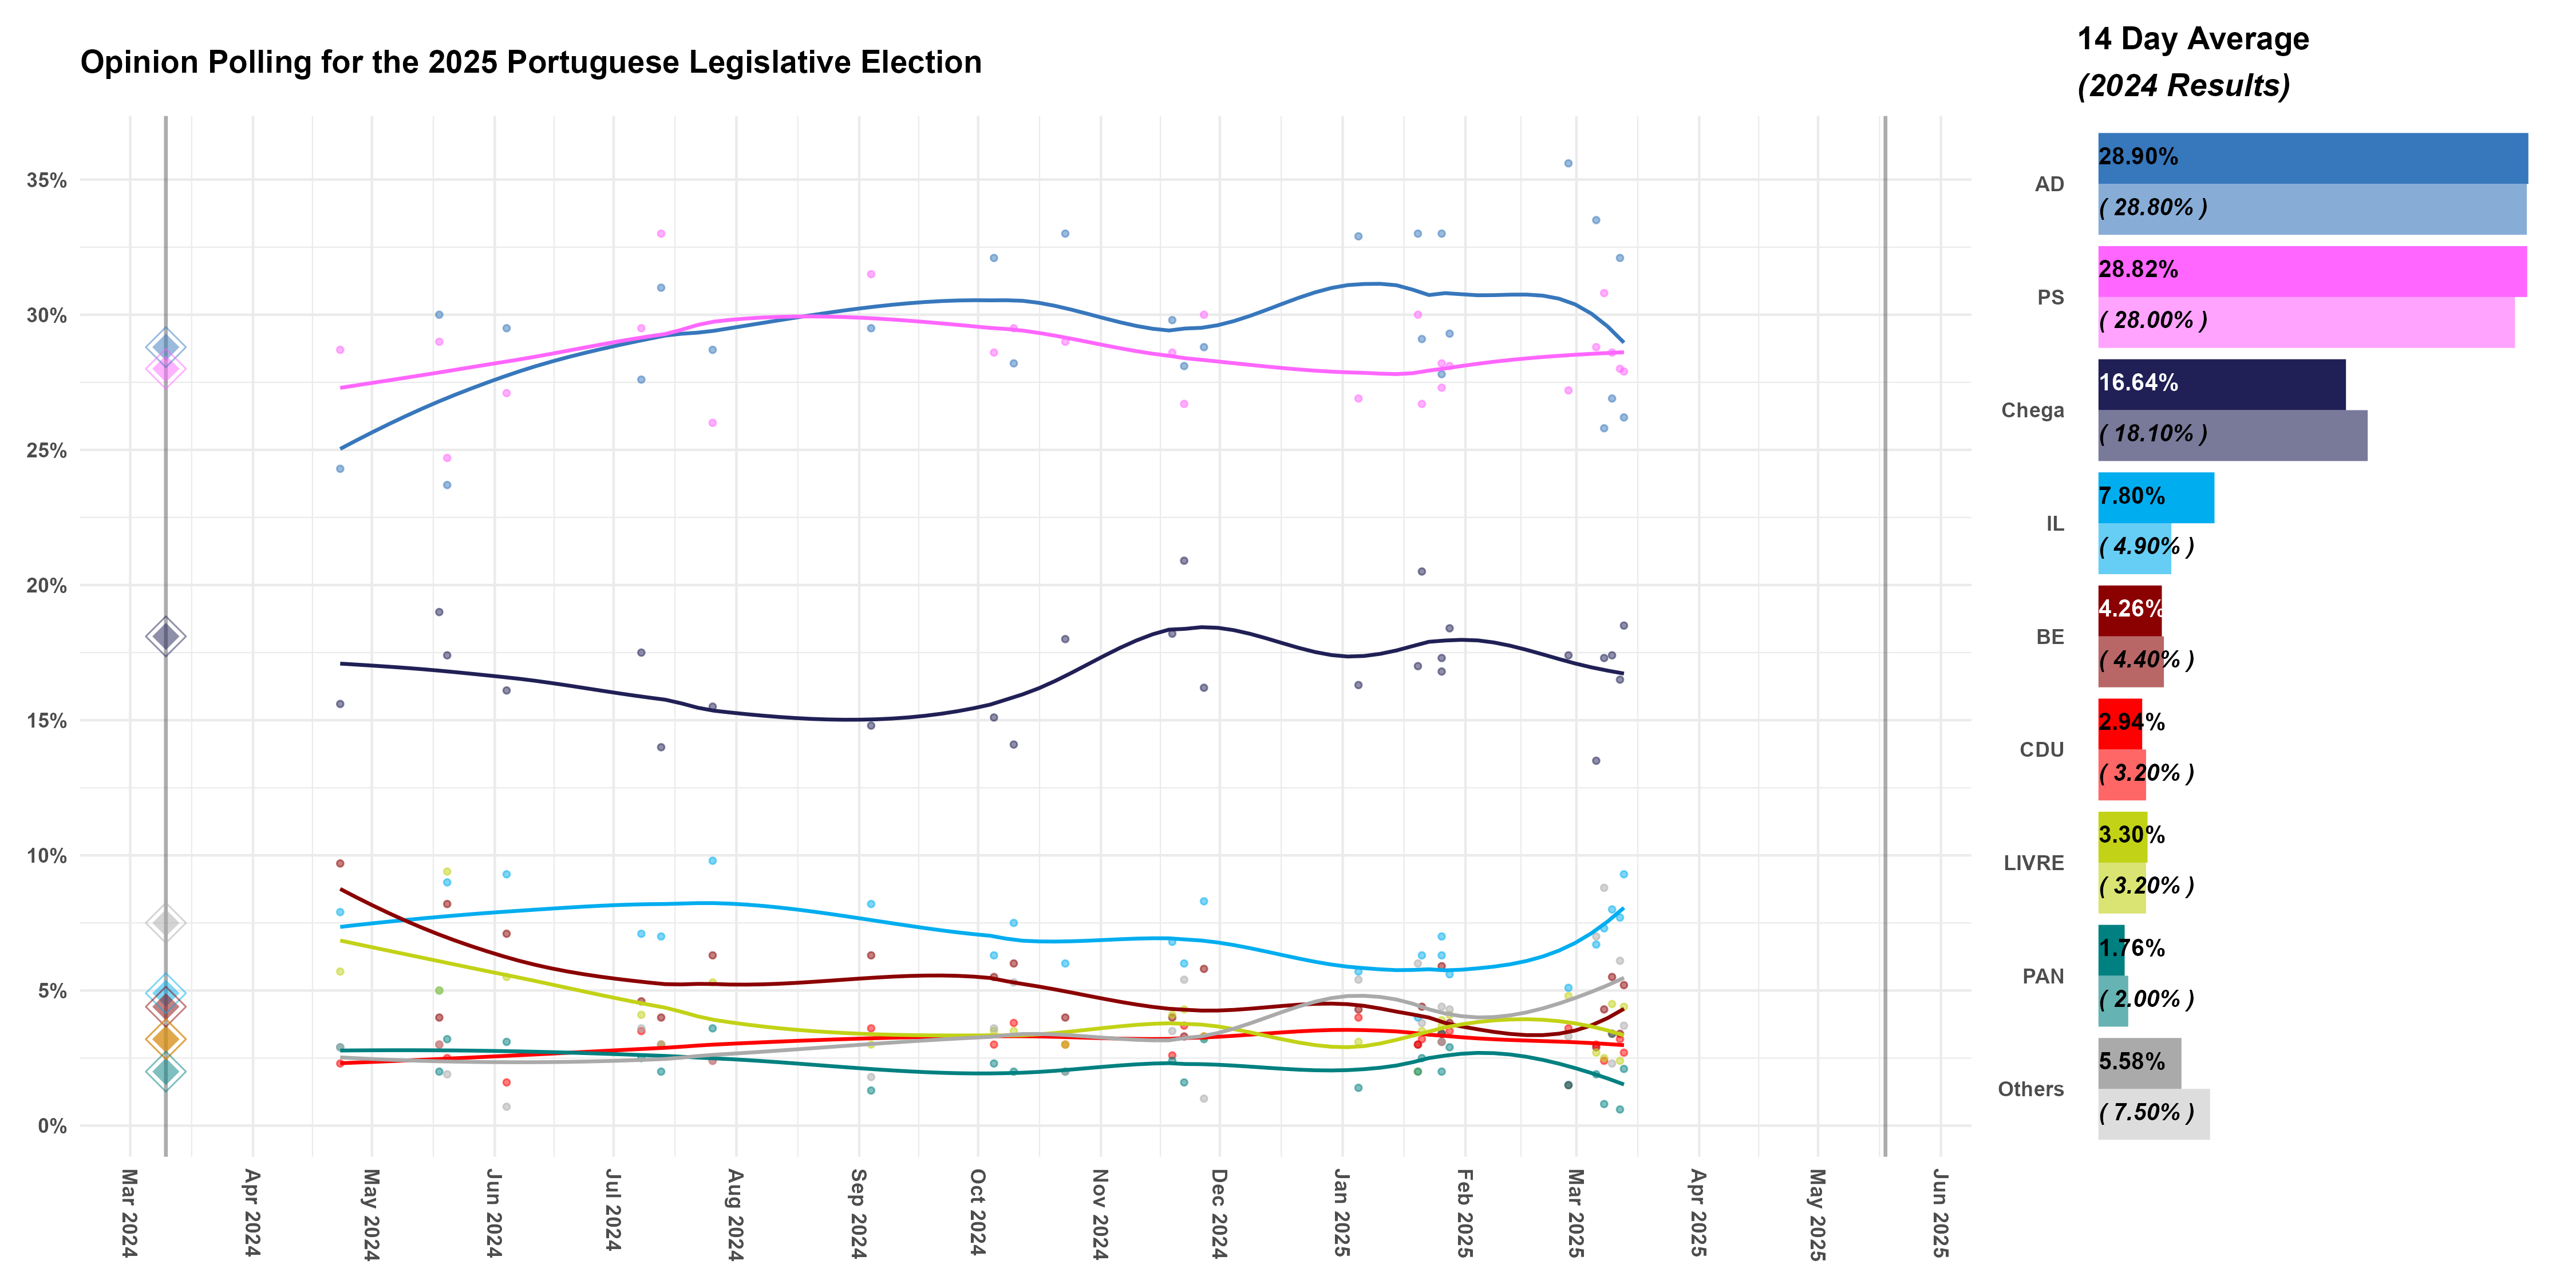 Opinion Polling for the 2025 Portuguese Legislative Election
35%
30%
25%
20%
15%
10%
5%
0%
Mar 2024
Apr 2024
May 2024
Jun 2024
Jul 2024
Aug 2024
Sep 2024
Oct 2024
Nov 2024
Dec 2024
Jan 2025
Feb 2025
Mar 2025
Apr 2025
May 2025
Jun 2025
14 Day Average
(2024 Results)
AD
28.90%
( 28.80% )
PS
28.82%
( 28.00% )
Chega
16.64%
( 18.10% )
IL
7.80%
( 4.90% )
BE
4.26%
( 4.40% )
CDU
2.94%
( 3.20% )
LIVRE
3.30%
( 3.20% )
PAN
1.76%
( 2.00% )
Others
5.58%
( 7.50% )